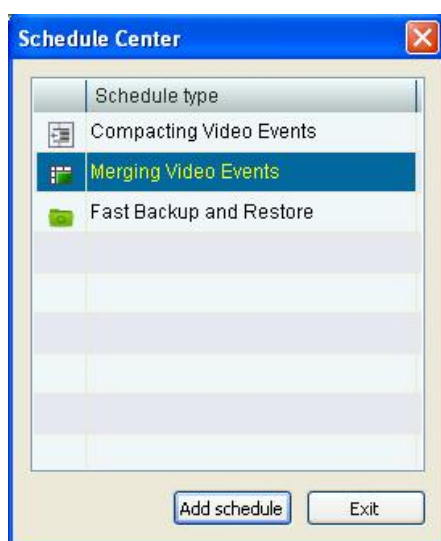 Schedule Center
Schedule type
Compacting Video Events
Merging Video Events
Fast Backup and Restore
Add schedule
Exit